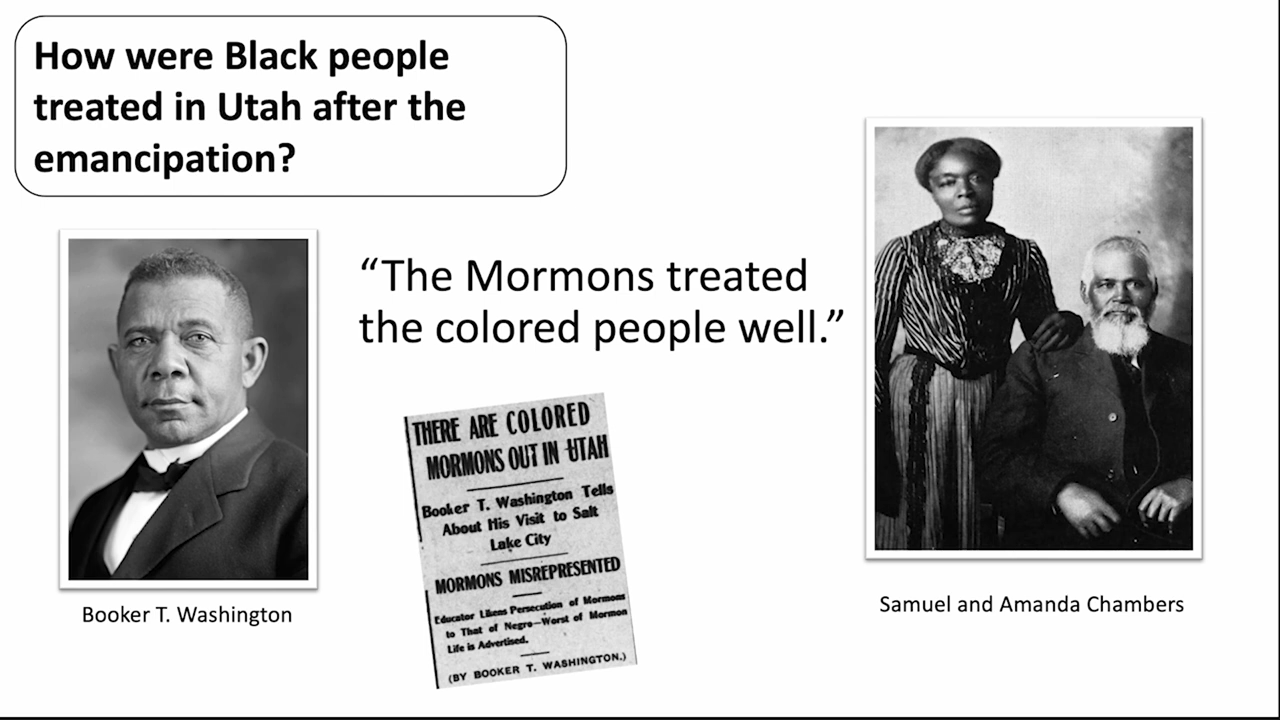 How were Black people
treated in Utah after the
emancipation?
“The Mormons treated
the colored people well.”
THERE ARE COLORED
MORMONS OUT IN UTAH
Booker T. Washington Tells
About His Visit to Salt
Lake City
MORMONS MISREPRESENTED
Educator Likens Persecution of Mormons
to That of Negro—Worst of Mormon
Life is Advertised.
(BY BOOKER T. WASHINGTON.)
Booker T. Washington
Samuel and Amanda Chambers